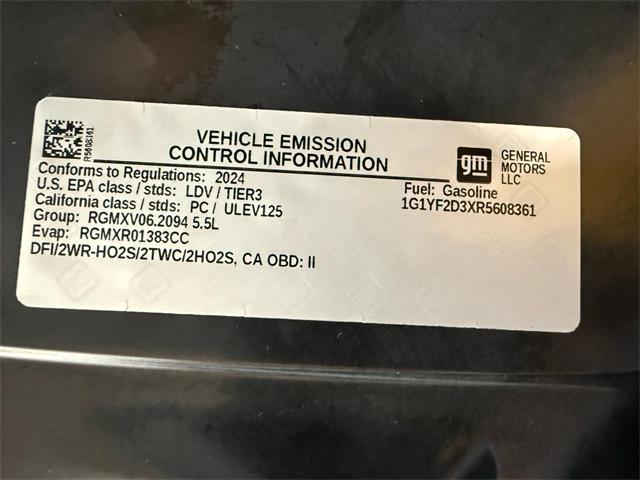 R5608361
VEHICLE EMISSION
CONTROL INFORMATION
gm
GENERAL
MOTORS
LLC
Conforms to Regulations: 2024
U.S. EPA class / stds: LDV / TIER3
California class / stds: PC / ULEV125
Group: RGMXV06.2094 5.5L
Evap: RGMXR01383CC
DFI/2WR-HO2S/2TWC/2HO2S, CA OBD: II
Fuel: Gasoline
1G1YF2D3XR5608361